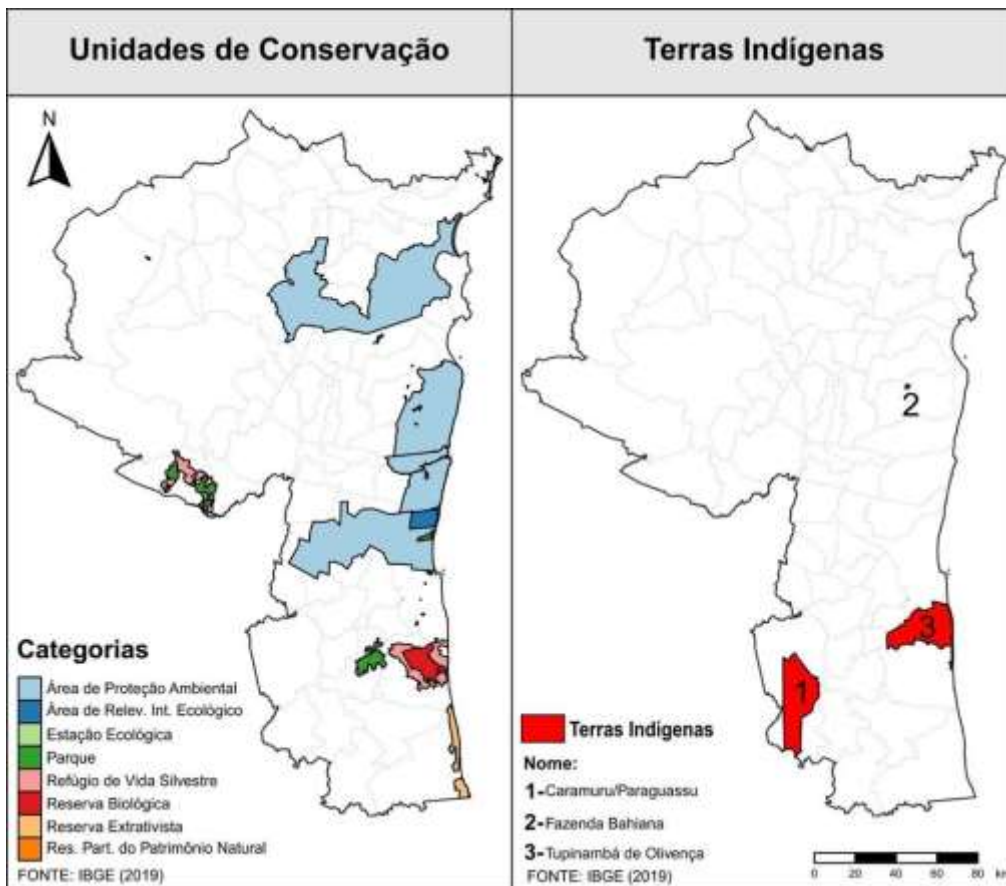 Unidades de Conservação
N
Categorias
Área de Proteção Ambiental
Área de Relev. Int. Ecológico
Estação Ecológica
Parque
Refúgio de Vida Silvestre
Reserva Biológica
Reserva Extrativista
Res. Part. do Patrimônio Natural
FONTE: IBGE (2019)
Terras Indígenas
2
3
1
Terras Indígenas
Nome:
1-Caramuru/Paraguassu
2-Fazenda Bahiana
3-Tupinambá de Olivença
FONTE: IBGE (2019)
0 20 40 60 80